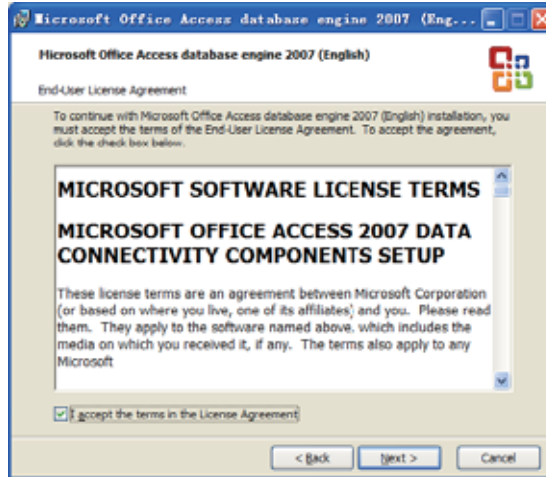 Microsoft Office Access database engine 2007 (Eng...
Microsoft Office Access database engine 2007 (English)
End-User License Agreement
To continue with Microsoft Office Access database engine 2007 (English) installation, you
must accept the terms of the End-User License Agreement. To accept the agreement,
click the check box below.
MICROSOFT SOFTWARE LICENSE TERMS
MICROSOFT OFFICE ACCESS 2007 DATA
CONNECTIVITY COMPONENTS SETUP
These license terms are an agreement between Microsoft Corporation
(or based on where you live, one of its affiliates) and you. Please read
them. They apply to the software named above, which includes the
media on which you received it, if any. The terms also apply to any
Microsoft
I accept the terms in the License Agreement
< Back Next > Cancel